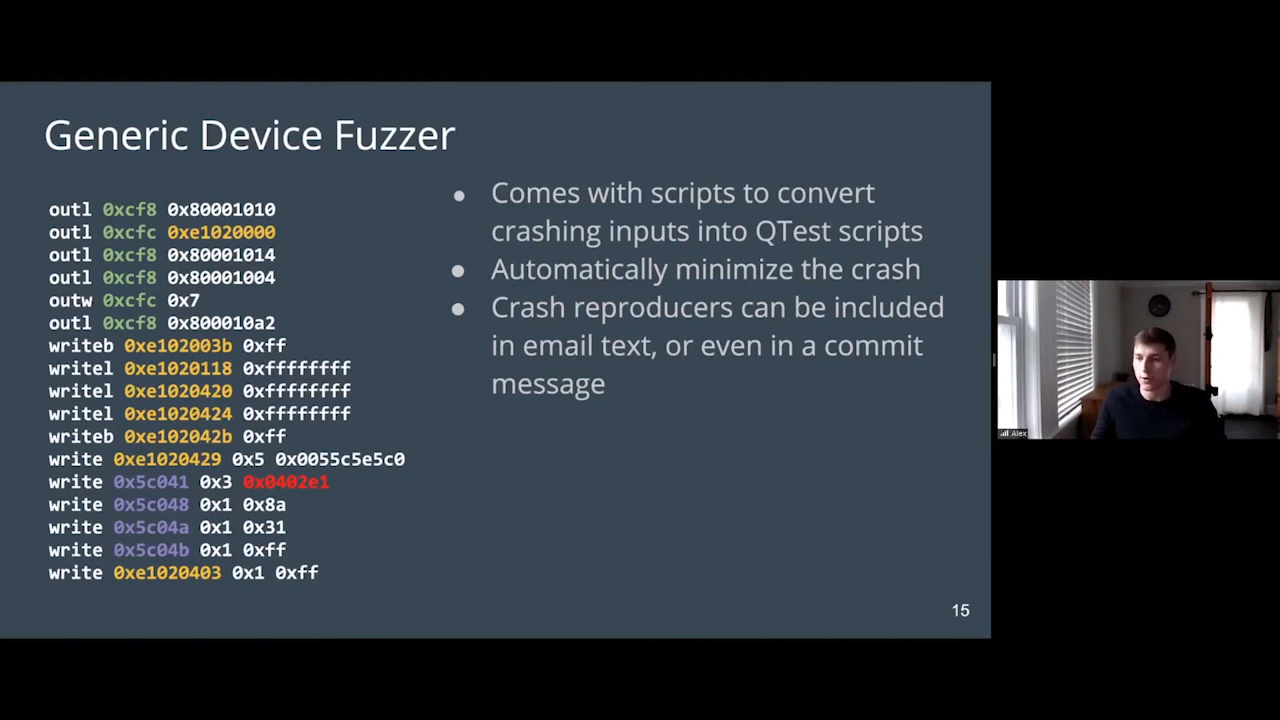 Generic Device Fuzzer
outl 0xcf8 0x80001010
outl 0xcfc 0xe1020000
outl 0xcf8 0x80001014
outl 0xcf8 0x80001004
outw 0xcfc 0x7
outl 0xcf8 0x800010a2
writeb 0xe102003b 0xff
writel 0xe1020118 0xffffffff
writel 0xe1020420 0xffffffff
writel 0xe1020424 0xffffffff
writeb 0xe102042b 0xff
write 0xe1020429 0x5 0x0055c5e5c0
write 0x5c041 0x3 0x0402e1
write 0x5c048 0x1 0x8a
write 0x5c04a 0x1 0x31
write 0x5c04b 0x1 0xff
write 0xe1020403 0x1 0xff
● Comes with scripts to convert
crashing inputs into QTest scripts
● Automatically minimize the crash
● Crash reproducers can be included
in email text, or even in a commit
message
15
Alex